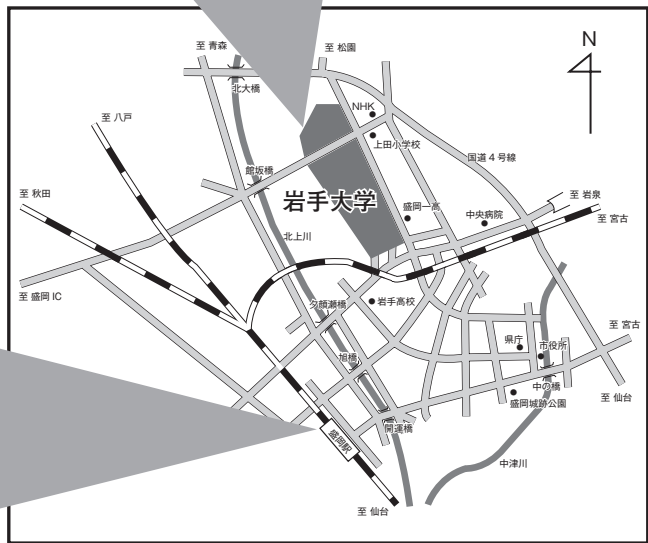 至 青森
至 松園
N
北大橋
NHK
至 八戸
上田小学校
国道 4 号線
館坂橋
至 秋田
岩手大学
盛岡一高
中央病院
至 岩泉
至 宮古
北上川
至 盛岡 IC
夕顔瀬橋
岩手高校
至 宮古
県庁
市役所
旭橋
中の橋
至 仙台
盛岡城跡公園
開運橋
盛岡駅
中津川
至 仙台